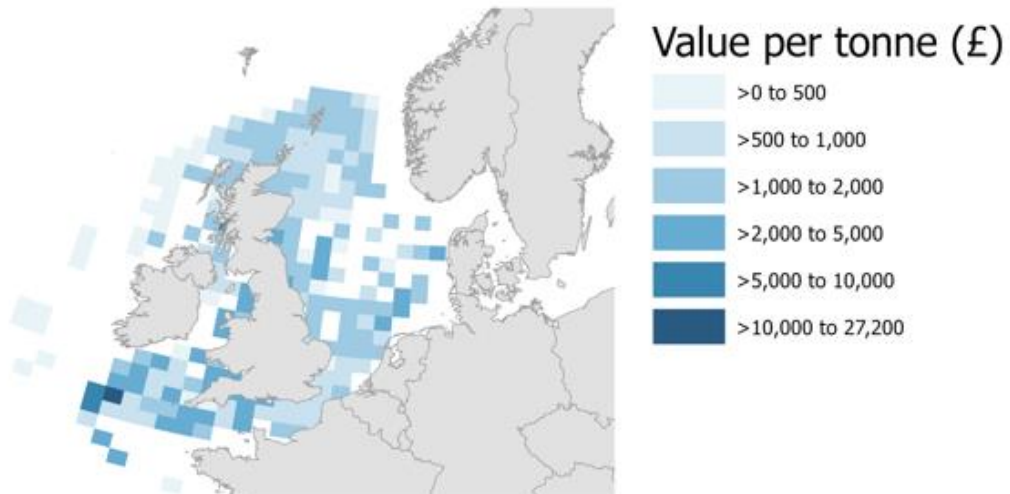 Value per tonne (£)
>0 to 500
>500 to 1,000
>1,000 to 2,000
>2,000 to 5,000
>5,000 to 10,000
>10,000 to 27,200